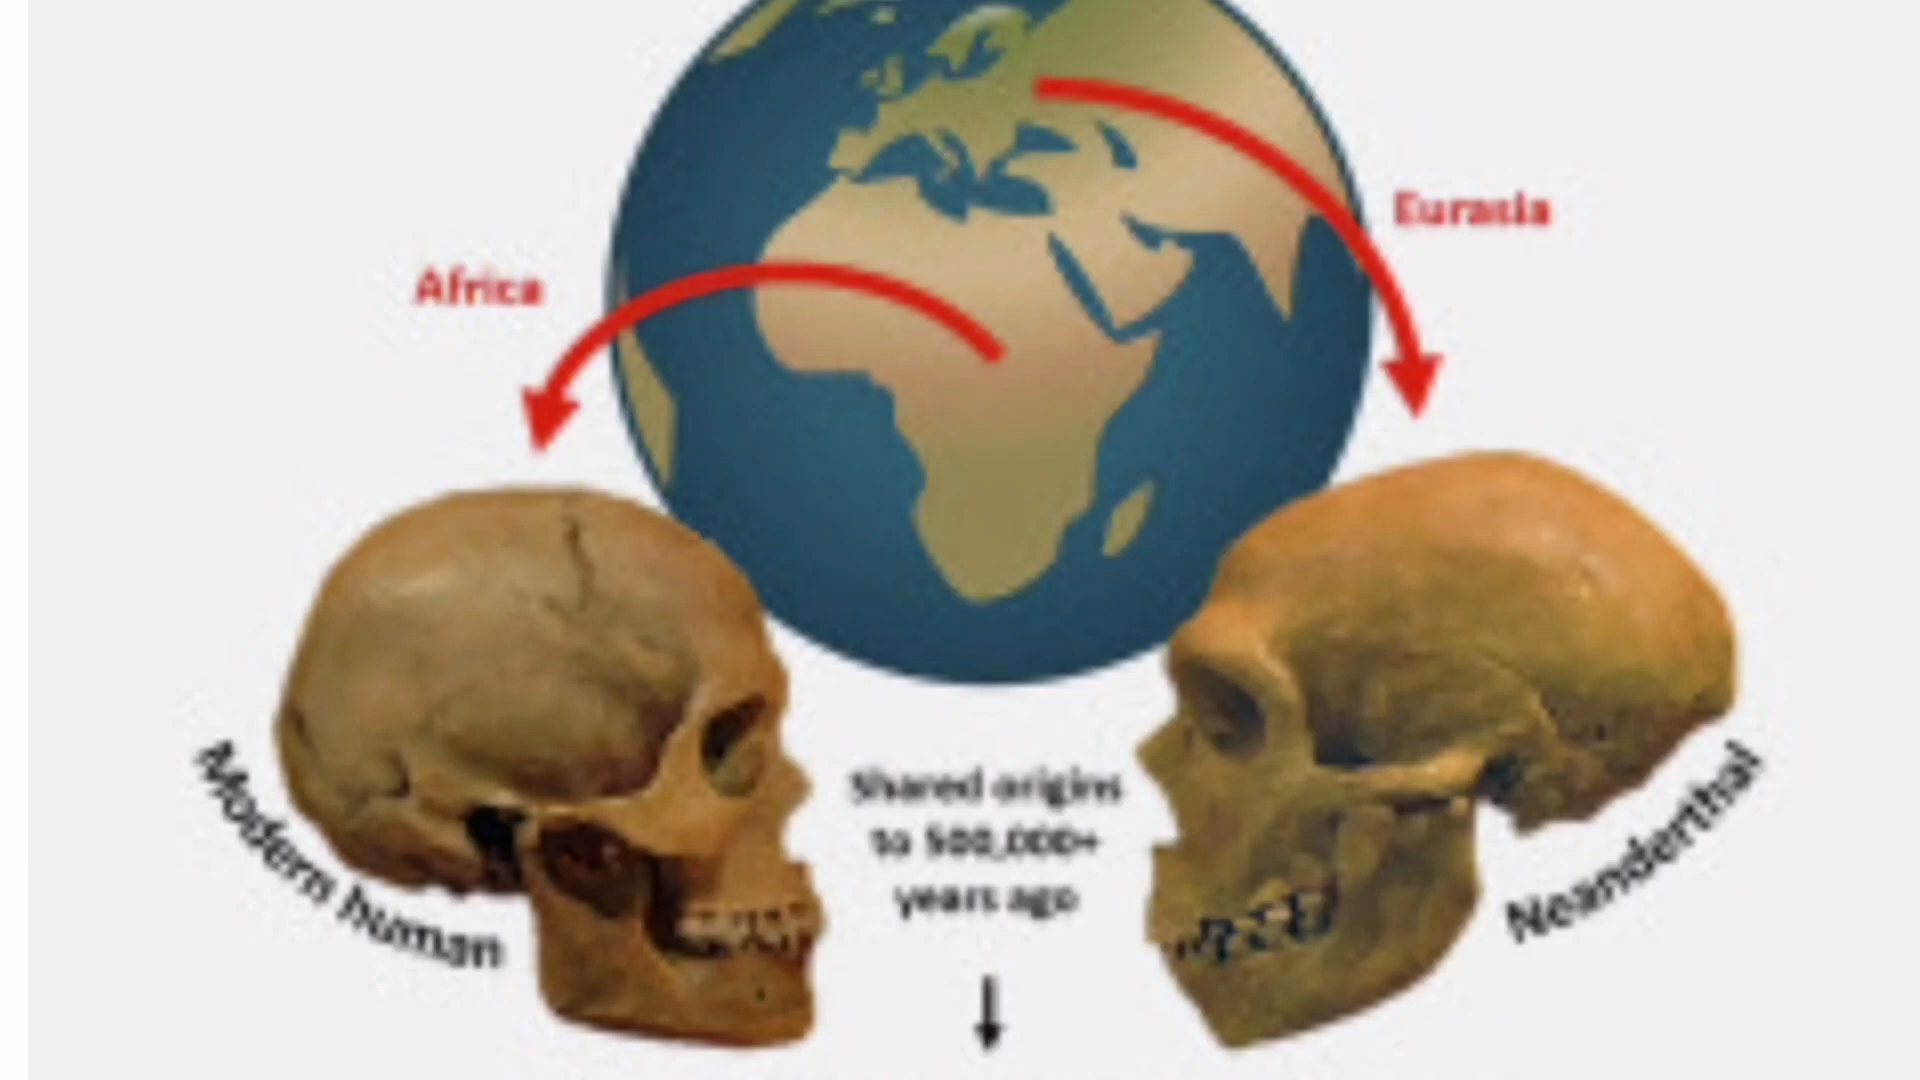 Eurasia
Africa
Modern human
Shared origins
to 500,000+
years ago
Neanderthal